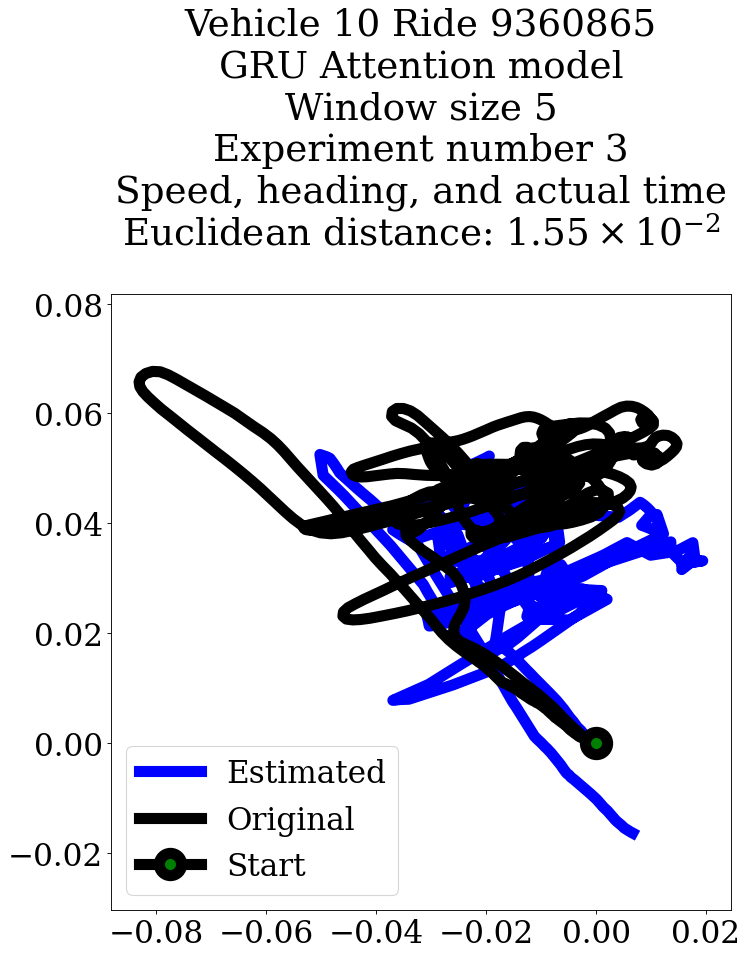 Vehicle 10 Ride 9360865
GRU Attention model
Window size 5
Experiment number 3
Speed, heading, and actual time
Euclidean distance: 1.55 × 10⁻²
0.08
0.06
0.04
0.02
0.00
−0.02
Estimated
Original
Start
−0.08 −0.06 −0.04 −0.02 0.00 0.02